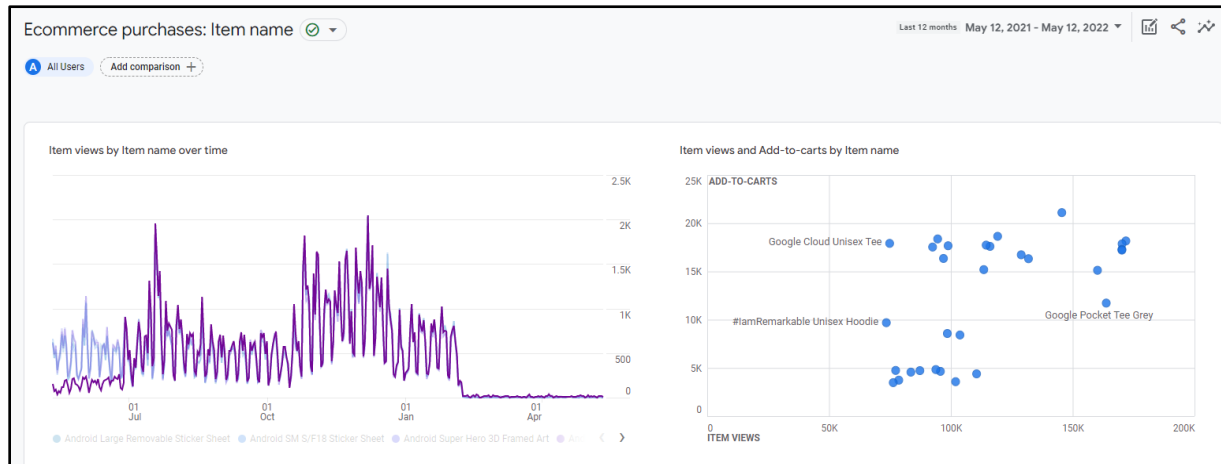 Ecommerce purchases: Item name
Last 12 months May 12, 2021 – May 12, 2022
A All Users Add comparison +
Item views by Item name over time
2.5K
2K
1.5K
1K
500
0
01 Jul
01 Oct
01 Jan
01 Apr
Android Large Removable Sticker Sheet Android SM S/F18 Sticker Sheet Android Super Hero 3D Framed Art
Item views and Add-to-carts by Item name
25K ADD-TO-CARTS
20K
Google Cloud Unisex Tee
15K
Google Pocket Tee Grey
#IamRemarkable Unisex Hoodie
10K
5K
0
0 50K 100K 150K 200K
ITEM VIEWS